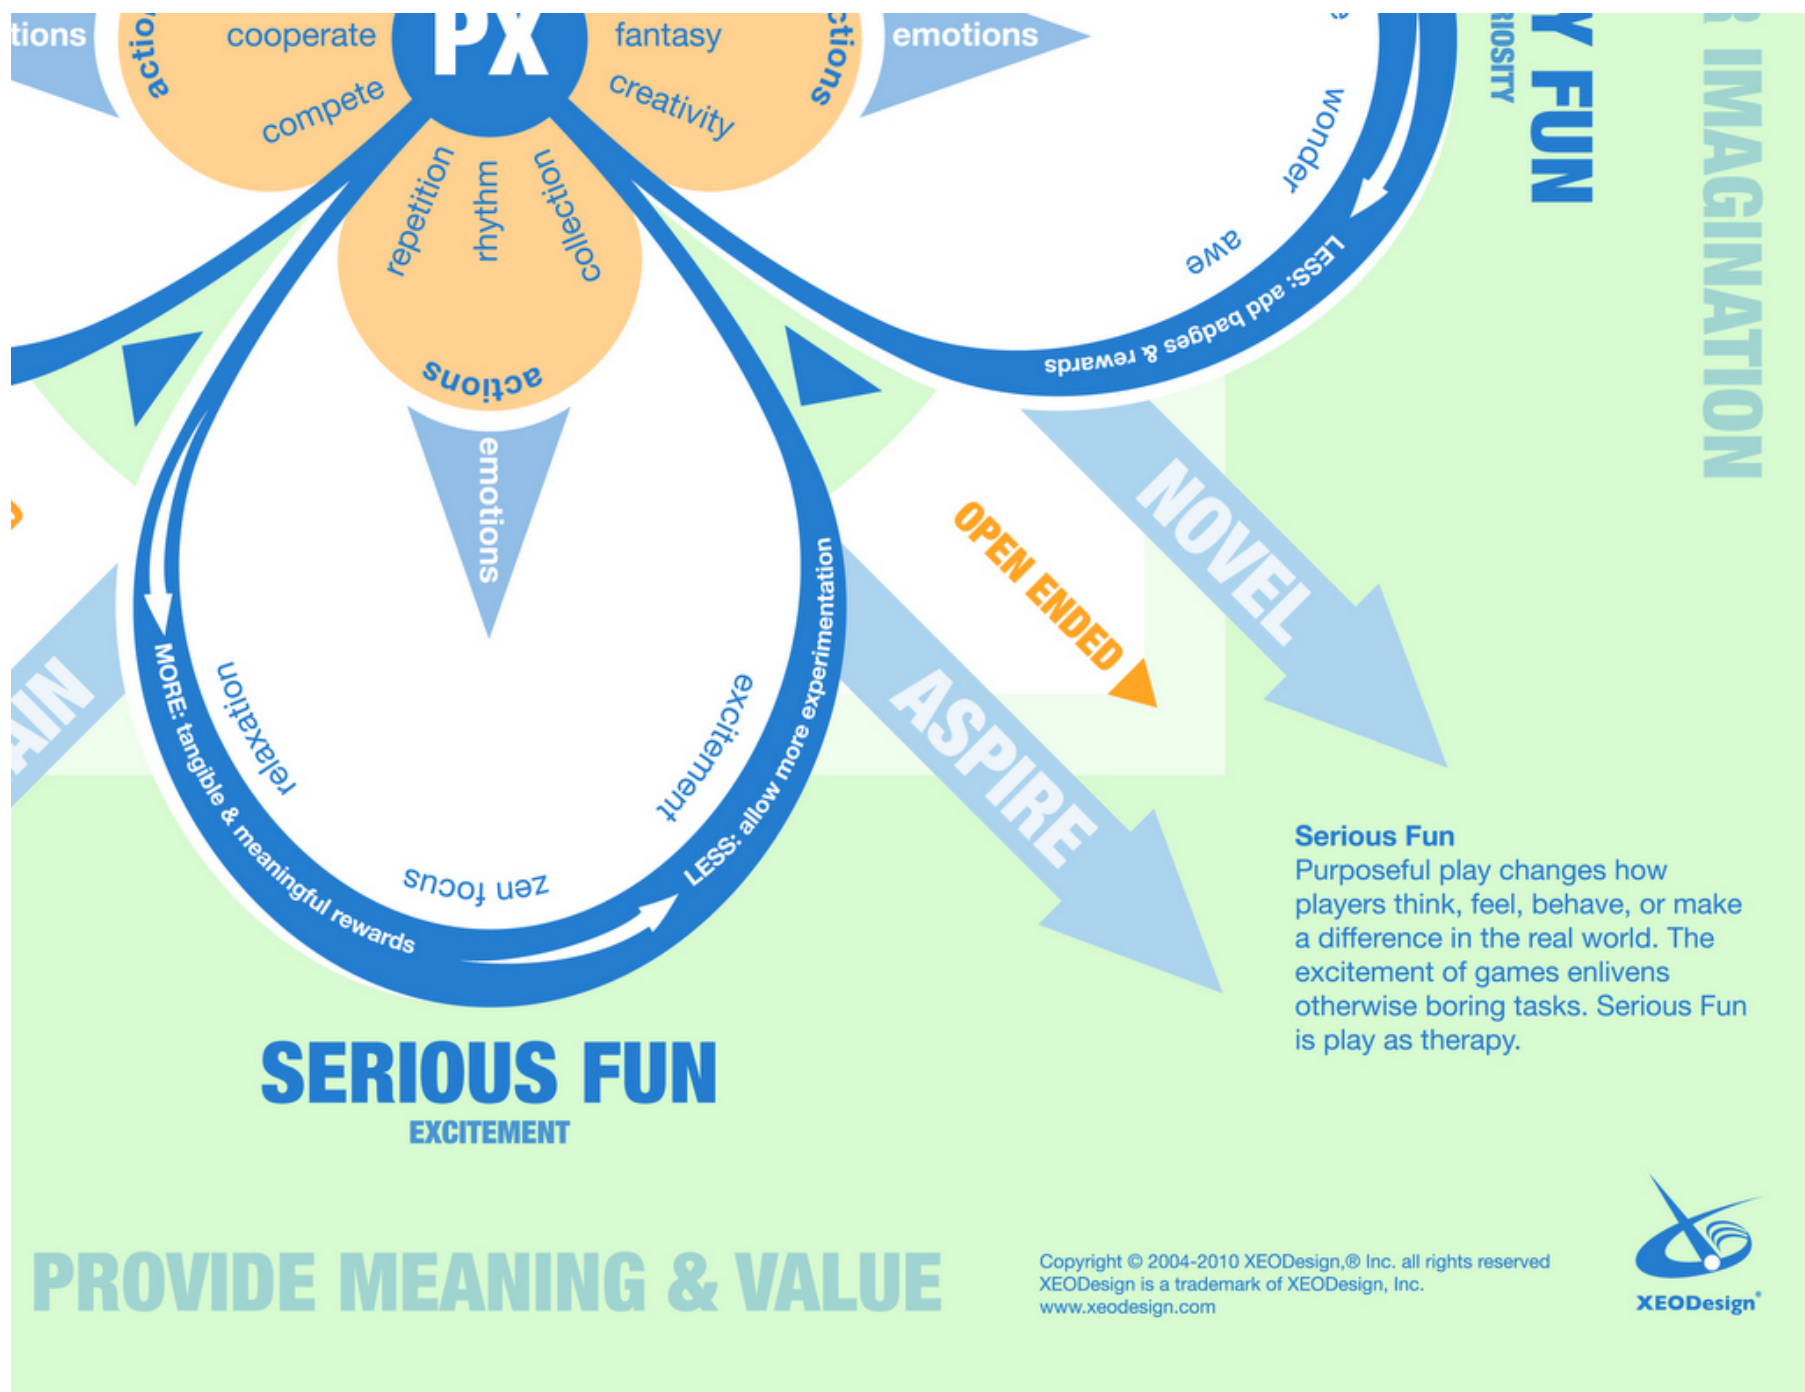 tions
actio
cooperate
compete
PX
fantasy
creativity
ctions
emotions
repetition
rhythm
collection
actions
emotions
wonder
awe
LESS: add badges & rewards
RIOSITY
Y FUN
R IMAGINATION
NOVEL
OPEN ENDED
ASPIRE
AIN
MORE: tangible & meaningful rewards
LESS: allow more experimentation
relaxation
excitement
zen focus
Serious Fun
Purposeful play changes how
players think, feel, behave, or make
a difference in the real world. The
excitement of games enlivens
otherwise boring tasks. Serious Fun
is play as therapy.
SERIOUS FUN
EXCITEMENT
PROVIDE MEANING & VALUE
Copyright © 2004-2010 XEODesign,® Inc. all rights reserved
XEODesign is a trademark of XEODesign, Inc.
www.xeodesign.com
XEODesign®